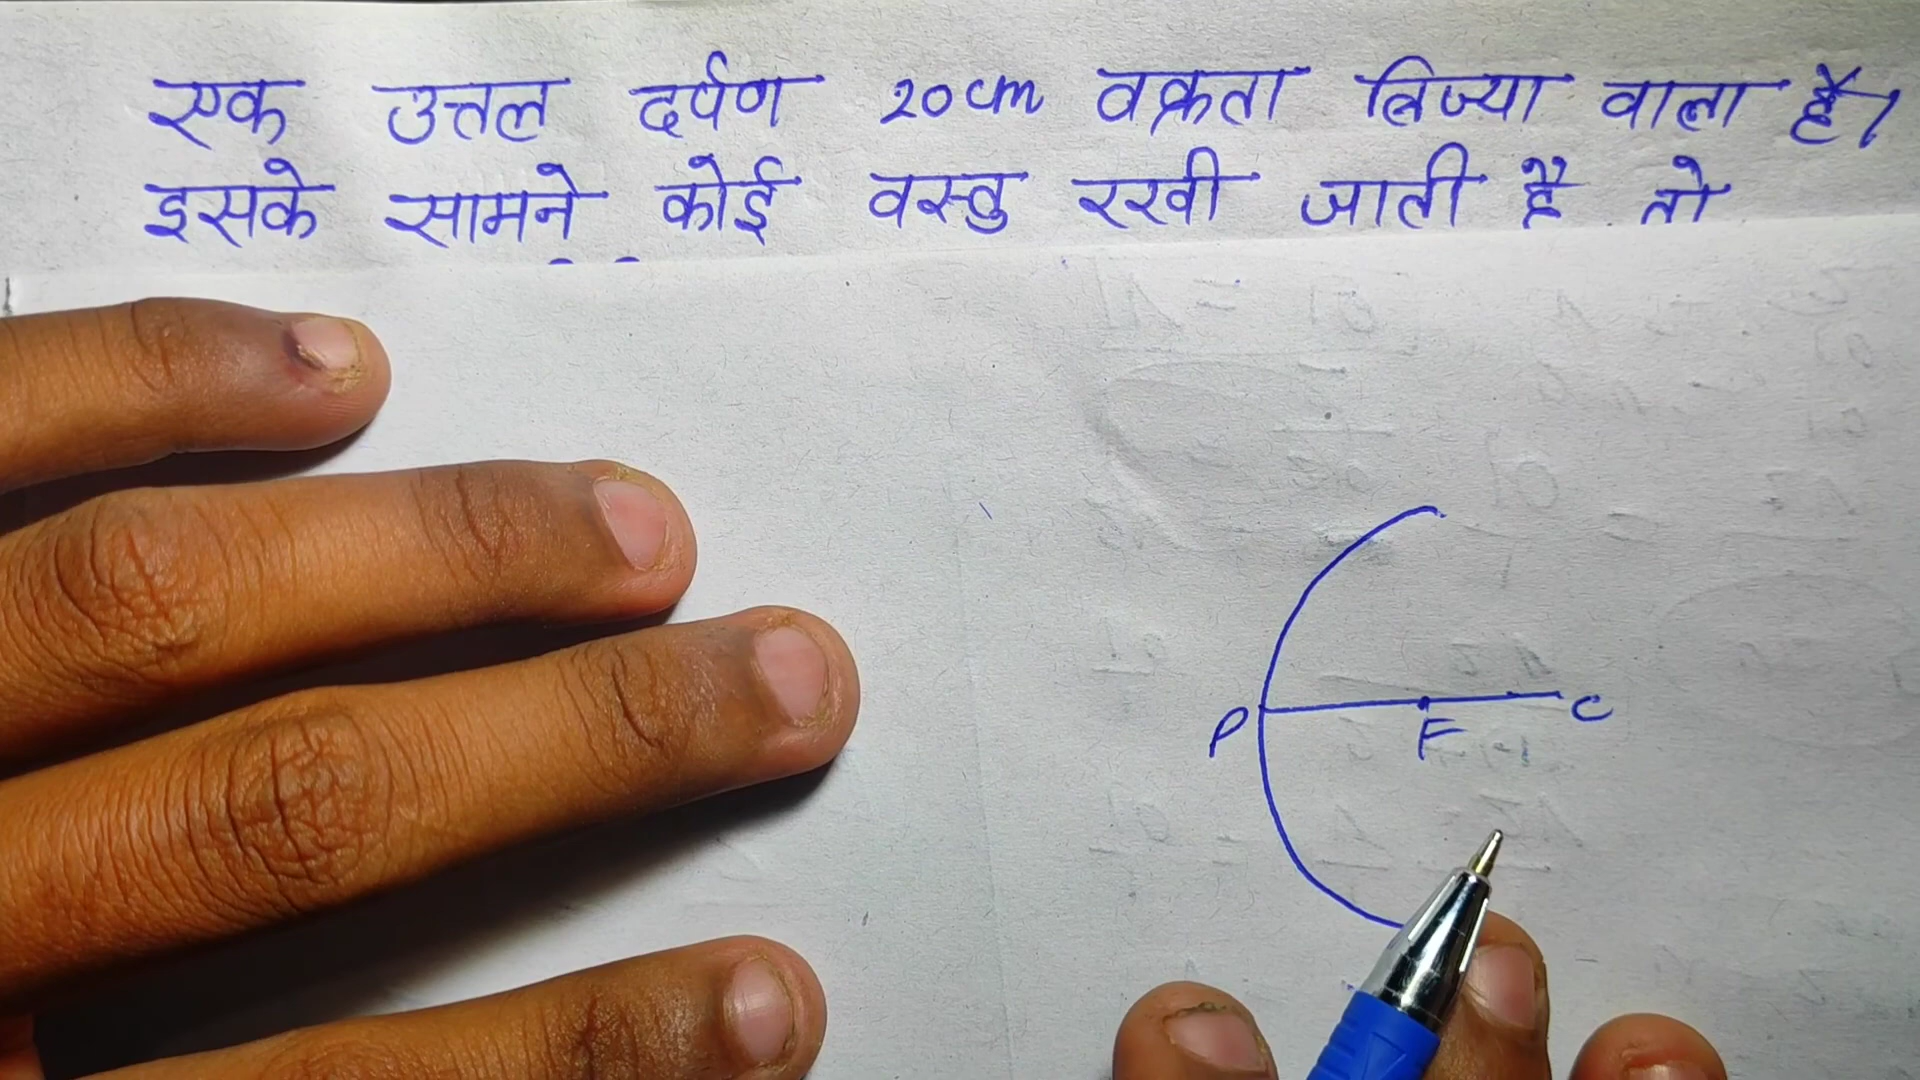 एक उत्तल दर्पण 20cm वक्रता त्रिज्या वाला है।
इसके सामने कोई वस्तु रखी जाती है तो
P F C